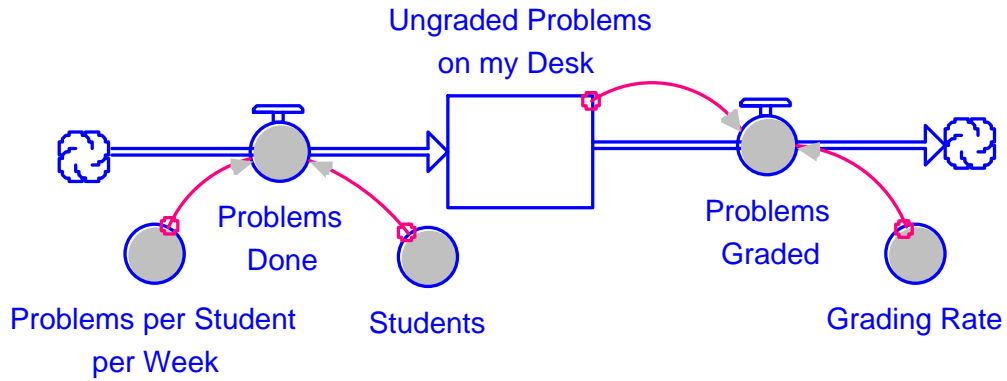 Ungraded Problems
on my Desk
Problems
Done
Problems
Graded
Problems per Student
per Week
Students
Grading Rate